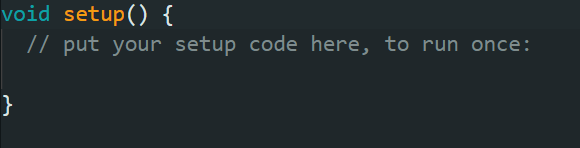 void setup() {
  // put your setup code here, to run once:
}